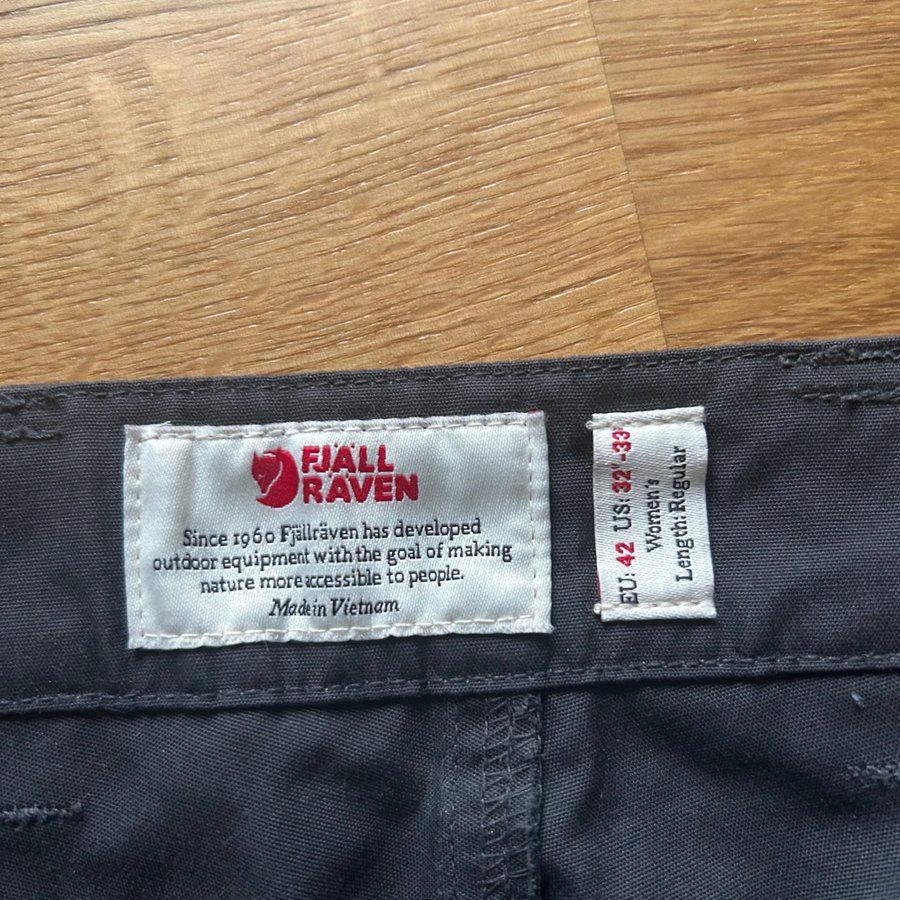 FJÄLL
RÄVEN
Since 1960 Fjällräven has developed
outdoor equipment with the goal of making
nature more accessible to people.
Made in Vietnam
EU: 42 US: 32"-33"
Women's
Length: Regular